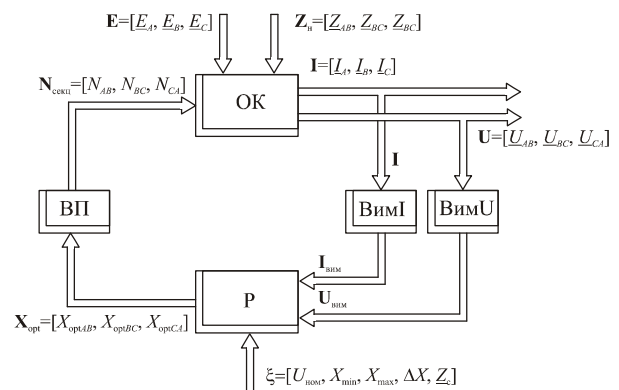 E=[E_A, E_B, E_C]
Z_н=[Z_AB, Z_BC, Z_BC]
N_секц=[N_AB, N_BC, N_CA]
I=[I_A, I_B, I_C]
ОК
U=[U_AB, U_BC, U_CA]
I
ВП
ВимI
ВимU
I_вим
U_вим
Р
X_opt=[X_optAB, X_optBC, X_optCA]
ξ=[U_ном, X_min, X_max, ΔX, Z_c]